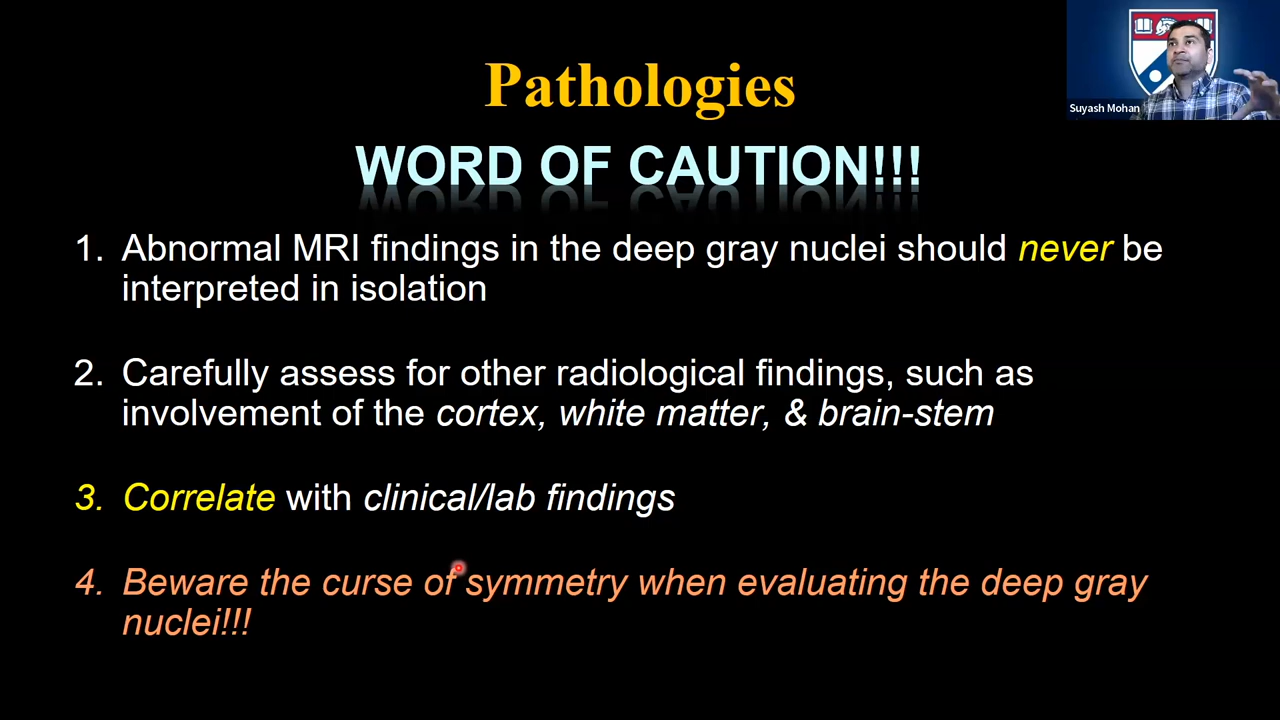 Pathologies
Suyash Mohan
WORD OF CAUTION!!!
1. Abnormal MRI findings in the deep gray nuclei should never be
interpreted in isolation
2. Carefully assess for other radiological findings, such as
involvement of the cortex, white matter, & brain-stem
3. Correlate with clinical/lab findings
4. Beware the curse of symmetry when evaluating the deep gray
nuclei!!!